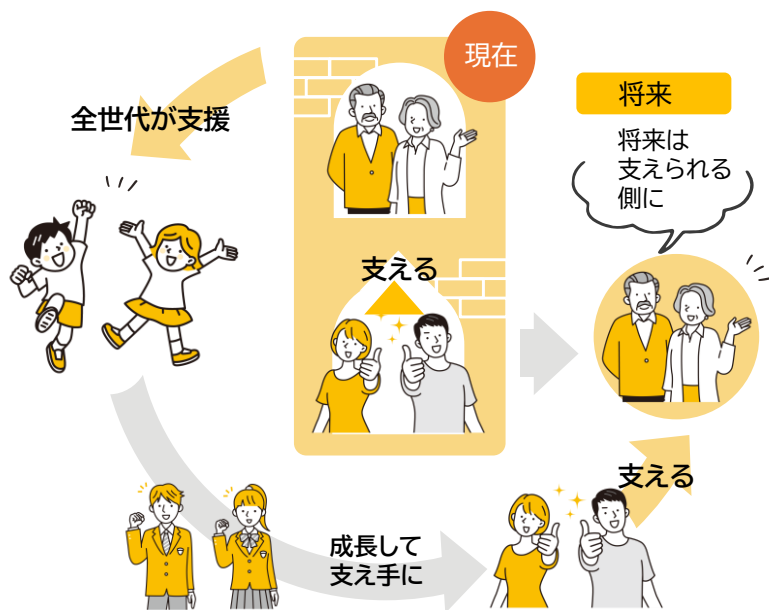 現在
全世代が支援
将来
将来は
支えられる
側に
支える
支える
成長して
支え手に